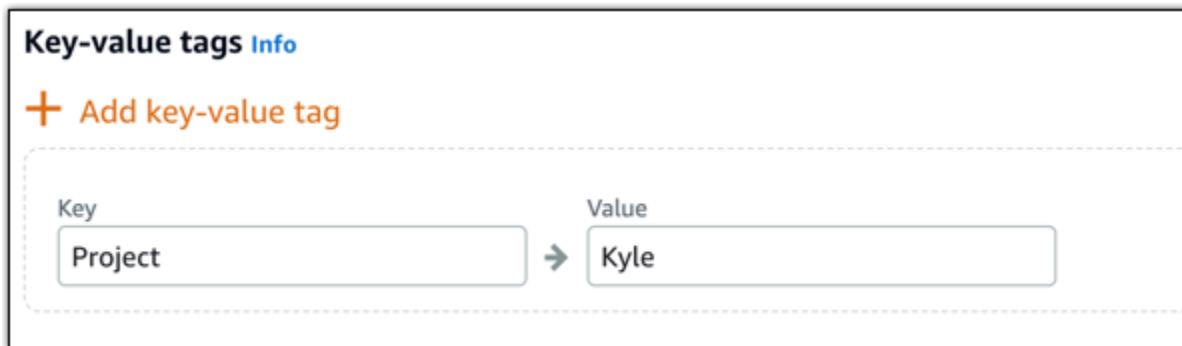 Key-value tags Info
+ Add key-value tag
Key Value
Project → Kyle